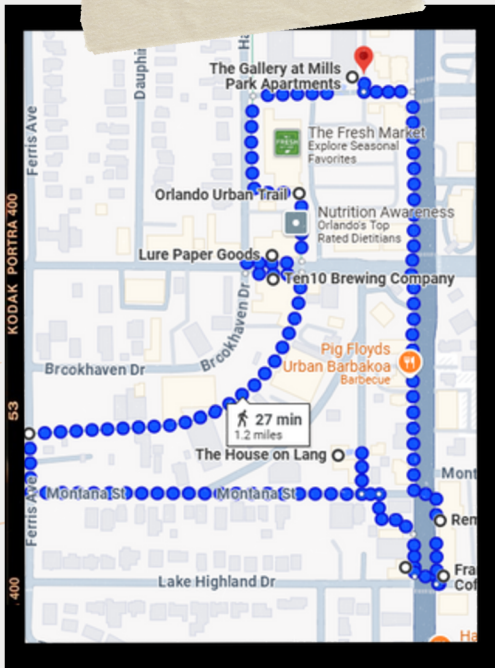 Ferris Ave
Dauphin
Ha
The Gallery at Mills
Park Apartments
The Fresh Market
Explore Seasonal
Favorites
FRESH
Orlando Urban Trail
Nutrition Awareness
Orlando's Top
Rated Dietitians
Lure Paper Goods
Ten10 Brewing Company
KODAK PORTRA 400
Brookhaven Dr
Pig Floyds
Urban Barbakoa
Barbecue
Brookhaven Dr
53
27 min
1.2 miles
The House on Lang
Mont
Montana St
Montana St
Ferris Ave
Rem
Fra
Cof
Lake Highland Dr
400
Ha